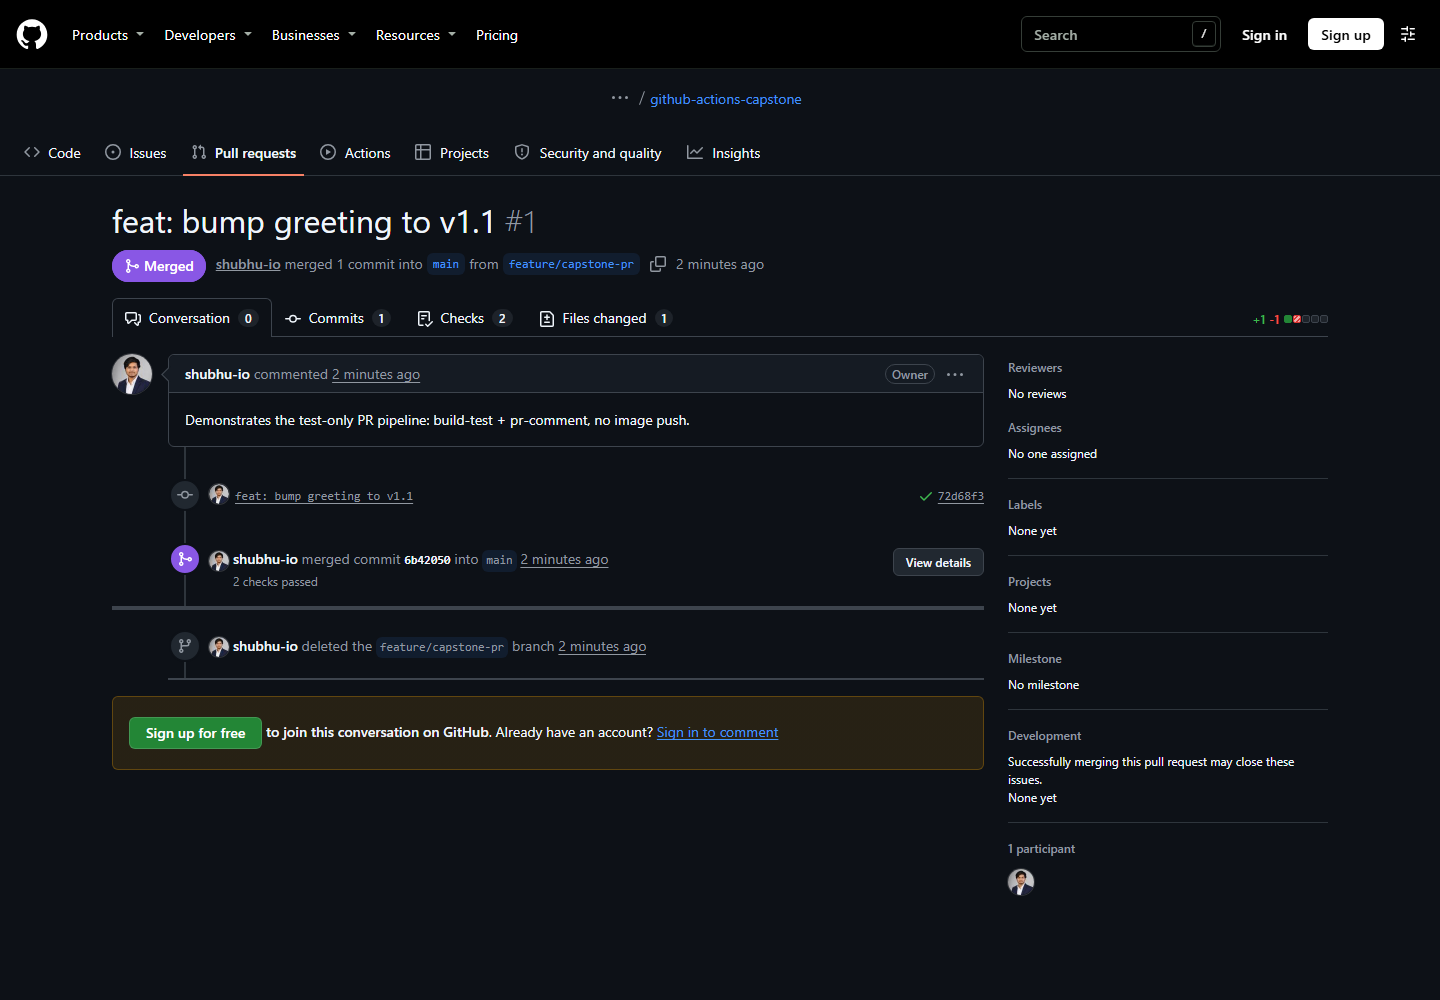 Products Developers Businesses Resources Pricing Search / Sign in Sign up
... / github-actions-capstone
Code Issues Pull requests Actions Projects Security and quality Insights
feat: bump greeting to v1.1 #1
Merged shubhu-io merged 1 commit into main from feature/capstone-pr 2 minutes ago
Conversation 0 Commits 1 Checks 2 Files changed 1 +1 -1
shubhu-io commented 2 minutes ago Owner ...
Demonstrates the test-only PR pipeline: build-test + pr-comment, no image push.
feat: bump greeting to v1.1 72d68f3
shubhu-io merged commit 6b42050 into main 2 minutes ago View details
2 checks passed
shubhu-io deleted the feature/capstone-pr branch 2 minutes ago
Sign up for free to join this conversation on GitHub. Already have an account? Sign in to comment
Reviewers
No reviews
Assignees
No one assigned
Labels
None yet
Projects
None yet
Milestone
No milestone
Development
Successfully merging this pull request may close these
issues.
None yet
1 participant